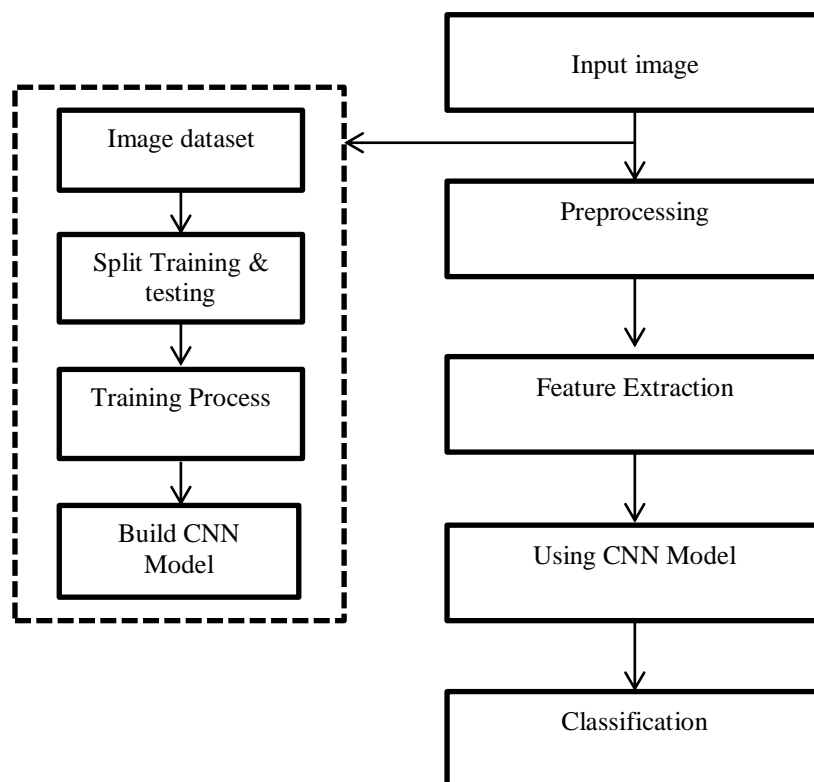 Input image
Image dataset
Split Training &
testing
Training Process
Build CNN
Model
Preprocessing
Feature Extraction
Using CNN Model
Classification